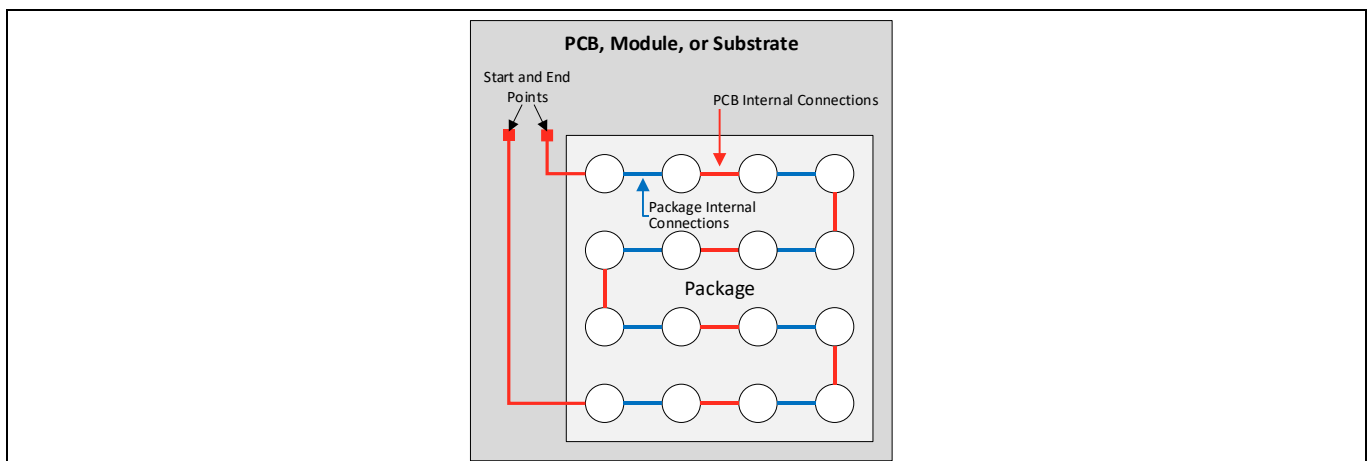 PCB, Module, or Substrate
Start and End
Points
PCB Internal Connections
Package Internal
Connections
Package